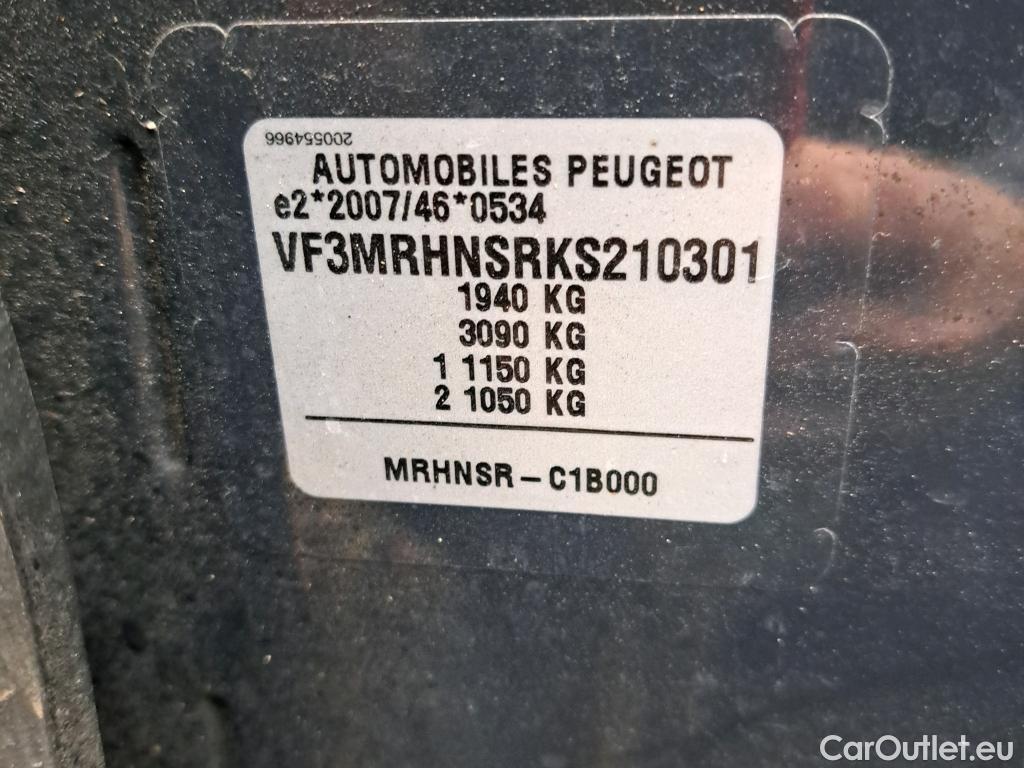 200554966
AUTOMOBILES PEUGEOT
e2*2007/46*0534
VF3MRHNSRKS210301
1940 KG
3090 KG
1 1150 KG
2 1050 KG
MRHNSR – C1B000
CarOutlet.eu